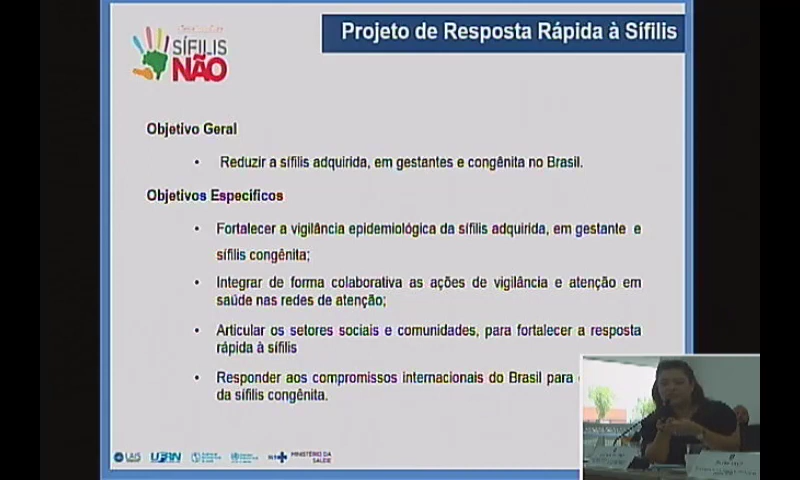 Projeto de Resposta Rápida à Sífilis
SÍFILIS
NÃO
Objetivo Geral
• Reduzir a sífilis adquirida, em gestantes e congênita no Brasil.
Objetivos Especificos
• Fortalecer a vigilância epidemiológica da sífilis adquirida, em gestante e
sífilis congênita;
• Integrar de forma colaborativa as ações de vigilância e atenção em
saúde nas redes de atenção;
• Articular os setores sociais e comunidades, para fortalecer a resposta
rápida à sífilis
• Responder aos compromissos internacionais do Brasil para
da sífilis congênita.
LAIS UFRN MINISTÉRIO DA
SAÚDE